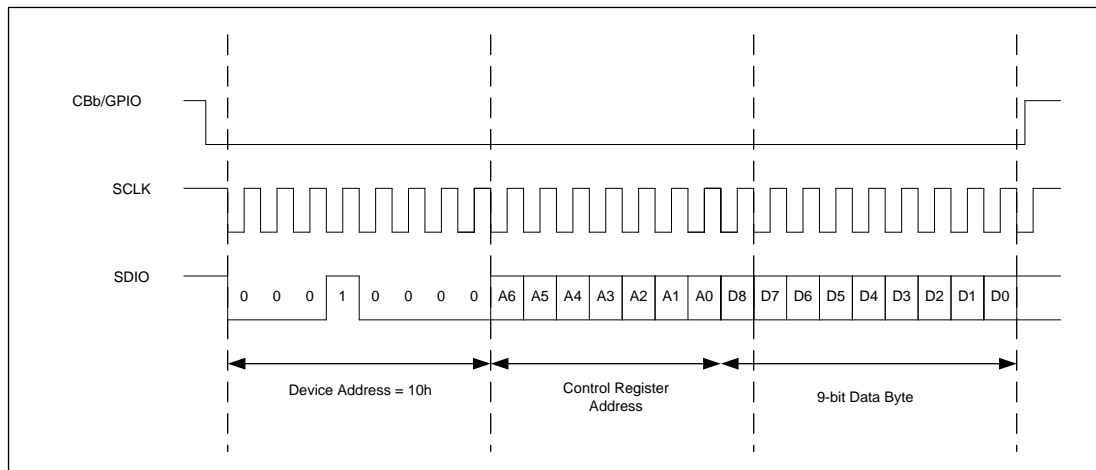 CBb/GPIO
SCLK
SDIO
0 0 0 1 0 0 0 0 A6 A5 A4 A3 A2 A1 A0 D8 D7 D6 D5 D4 D3 D2 D1 D0
Device Address = 10h
Control Register
Address
9-bit Data Byte